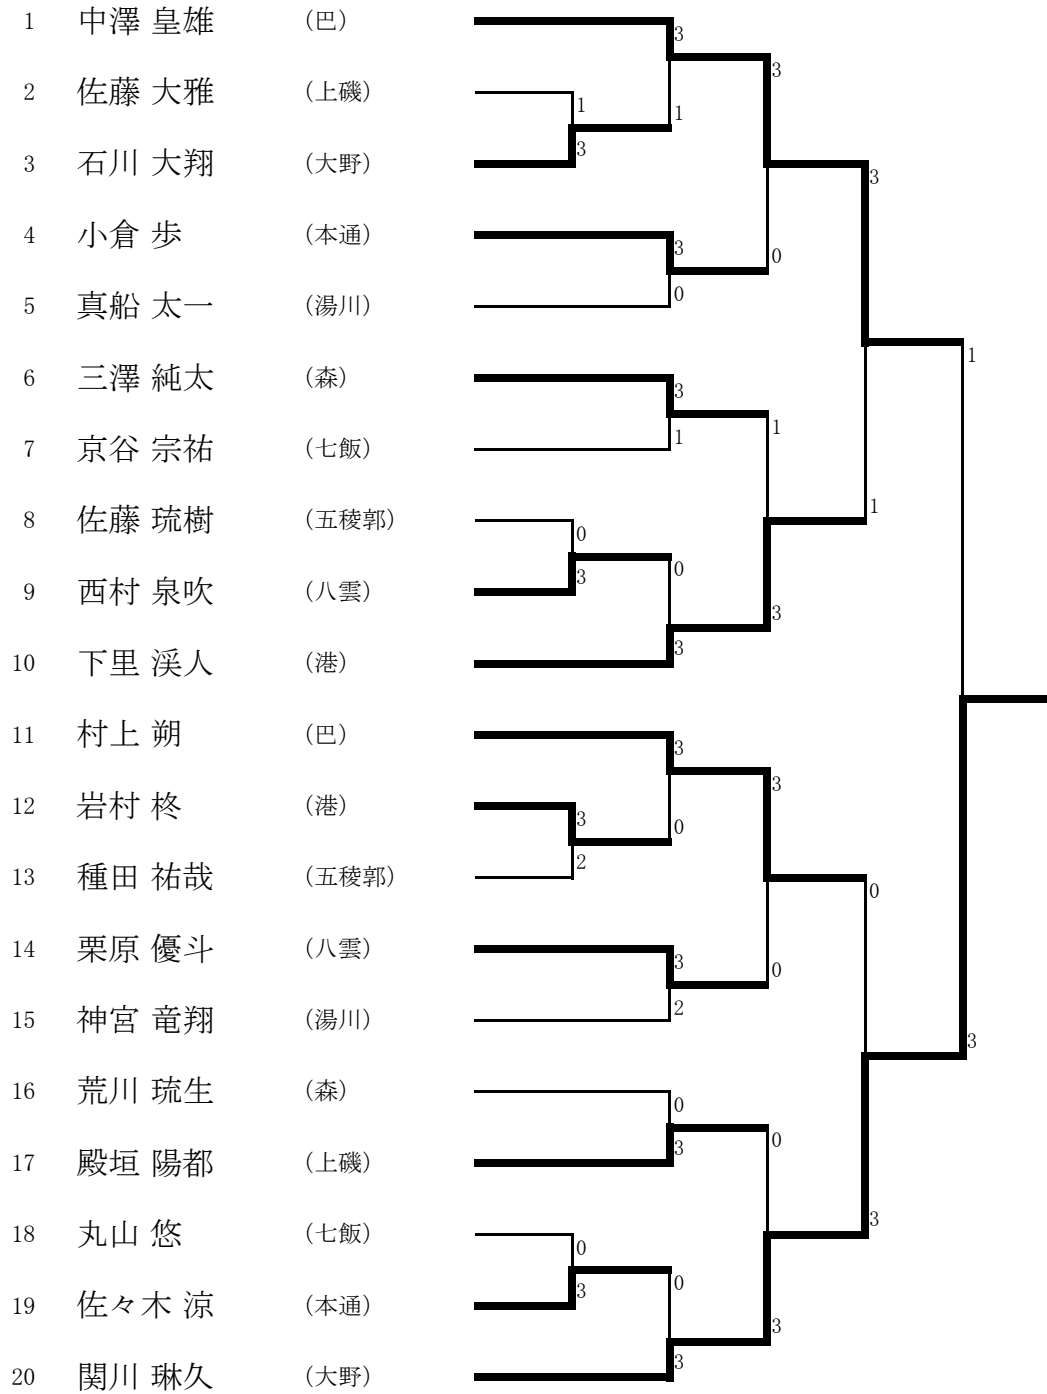 1 中澤 皇雄 (巴)
3
3
2 佐藤 大雅 (上磯)
1
1
3 石川 大翔 (大野)
3
3
4 小倉 歩 (本通)
3
0
5 真船 太一 (湯川)
0
1
6 三澤 純太 (森)
3
1
7 京谷 宗祐 (七飯)
1
8 佐藤 琉樹 (五稜郭)
1
0
0
9 西村 泉吹 (八雲)
3
3
10 下里 渓人 (港)
3
11 村上 朔 (巴)
3
3
12 岩村 柊 (港)
3
0
13 種田 祐哉 (五稜郭)
2
0
14 栗原 優斗 (八雲)
3
0
15 神宮 竜翔 (湯川)
2
3
16 荒川 琉生 (森)
0
0
17 殿垣 陽都 (上磯)
3
3
18 丸山 悠 (七飯)
0
0
19 佐々木 涼 (本通)
3
3
20 関川 琳久 (大野)
3